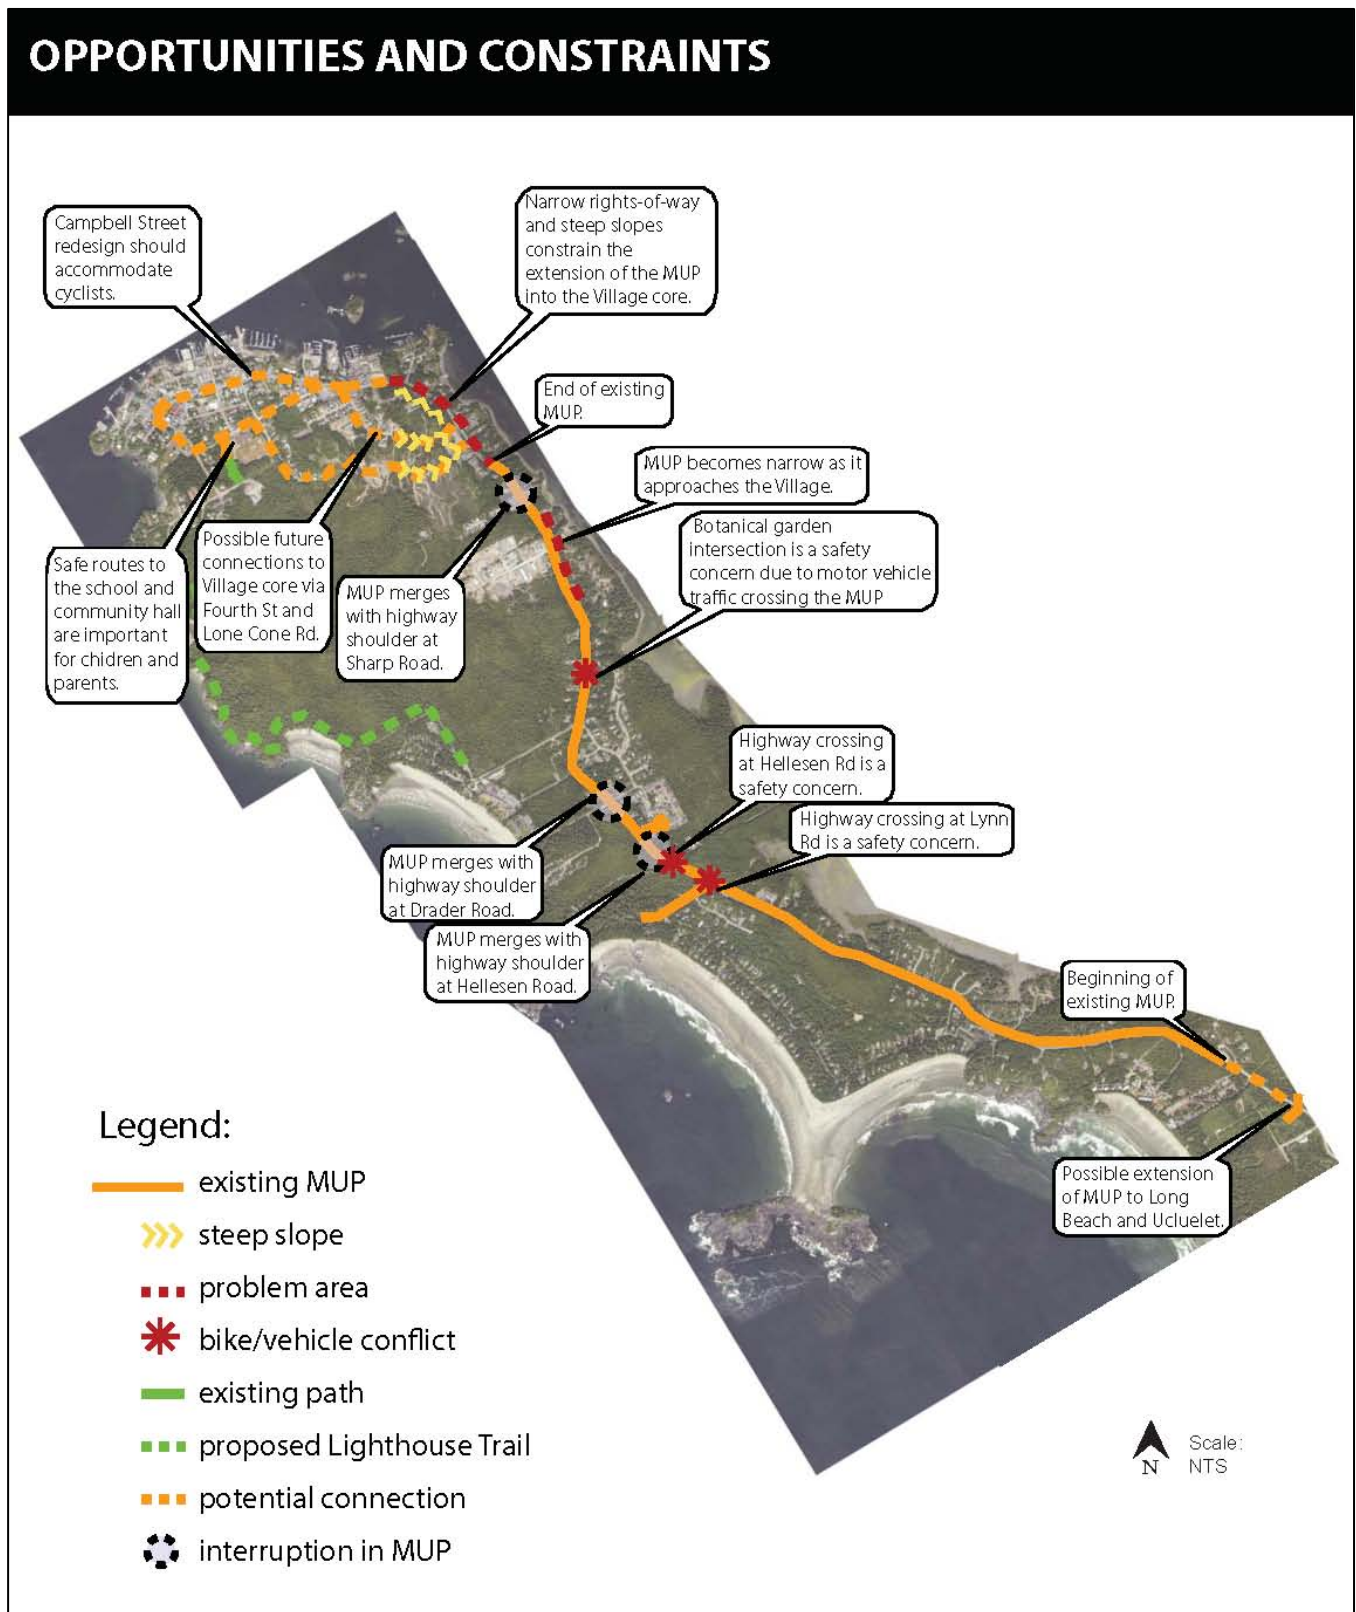 OPPORTUNITIES AND CONSTRAINTS
Campbell Street
redesign should
accommodate
cyclists.
Narrow rights-of-way
and steep slopes
constrain the
extension of the MUP
into the Village core.
End of existing
MUP.
MUP becomes narrow as it
approaches the Village.
Botanical garden
intersection is a safety
concern due to motor vehicle
traffic crossing the MUP
Safe routes to
the school and
community hall
are important
for chidren and
parents.
Possible future
connections to
Village core via
Fourth St and
Lone Cone Rd.
MUP merges
with highway
shoulder at
Sharp Road.
Highway crossing
at Hellesen Rd is a
safety concern.
Highway crossing at Lynn
Rd is a safety concern.
MUP merges with
highway shoulder
at Drader Road.
MUP merges with
highway shoulder
at Hellesen Road.
Beginning of
existing MUP.
Possible extension
of MUP to Long
Beach and Ucluelet.
Legend:
existing MUP
steep slope
problem area
bike/vehicle conflict
existing path
proposed Lighthouse Trail
potential connection
interruption in MUP
N
Scale:
NTS